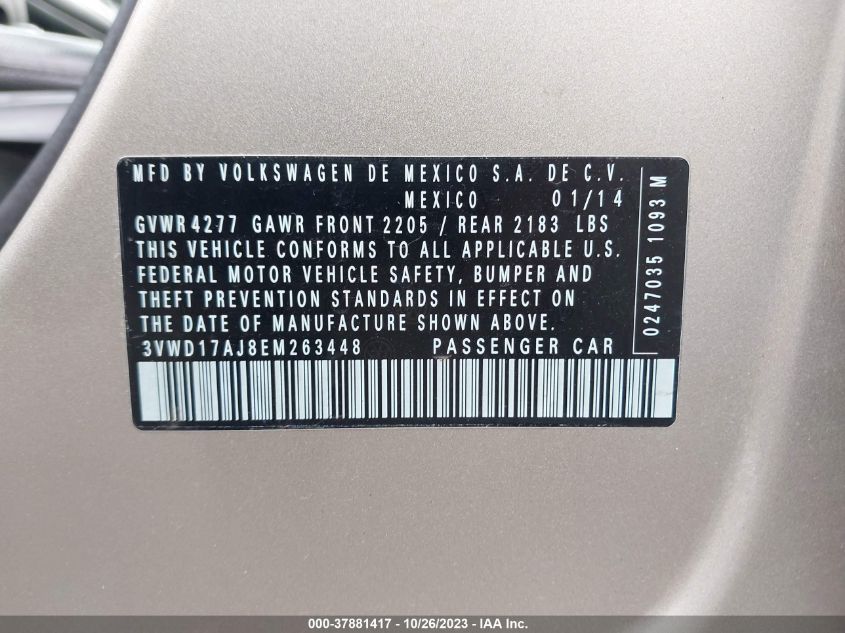 MFD BY VOLKSWAGEN DE MEXICO S.A. DE C.V.
MEXICO 01/14
GVWR 4277 GAWR FRONT 2205 / REAR 2183 LBS
THIS VEHICLE CONFORMS TO ALL APPLICABLE U.S.
FEDERAL MOTOR VEHICLE SAFETY, BUMPER AND
THEFT PREVENTION STANDARDS IN EFFECT ON
THE DATE OF MANUFACTURE SHOWN ABOVE.
3VWD17AJ8EM263448 PASSENGER CAR
0247035 1093 M
000-37881417 - 10/26/2023 - IAA Inc.